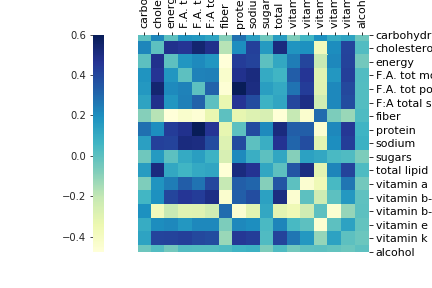 carbo
choles
energ
F.A. t
F.A. t
F:A to
fiber
prote
sodiu
sugar
total
vitam
vitam
vitam
vitam
vitam
alcoh
0.6
0.4
0.2
0.0
−0.2
−0.4
carbohydr
cholestero
energy
F.A. tot mo
F.A. tot po
F:A total s
fiber
protein
sodium
sugars
total lipid
vitamin a
vitamin b-
vitamin b-
vitamin e
vitamin k
alcohol